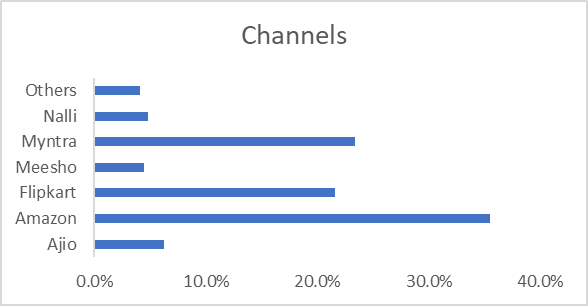 Channels
Others
Nalli
Myntra
Meesho
Flipkart
Amazon
Ajio
0.0% 10.0% 20.0% 30.0% 40.0%